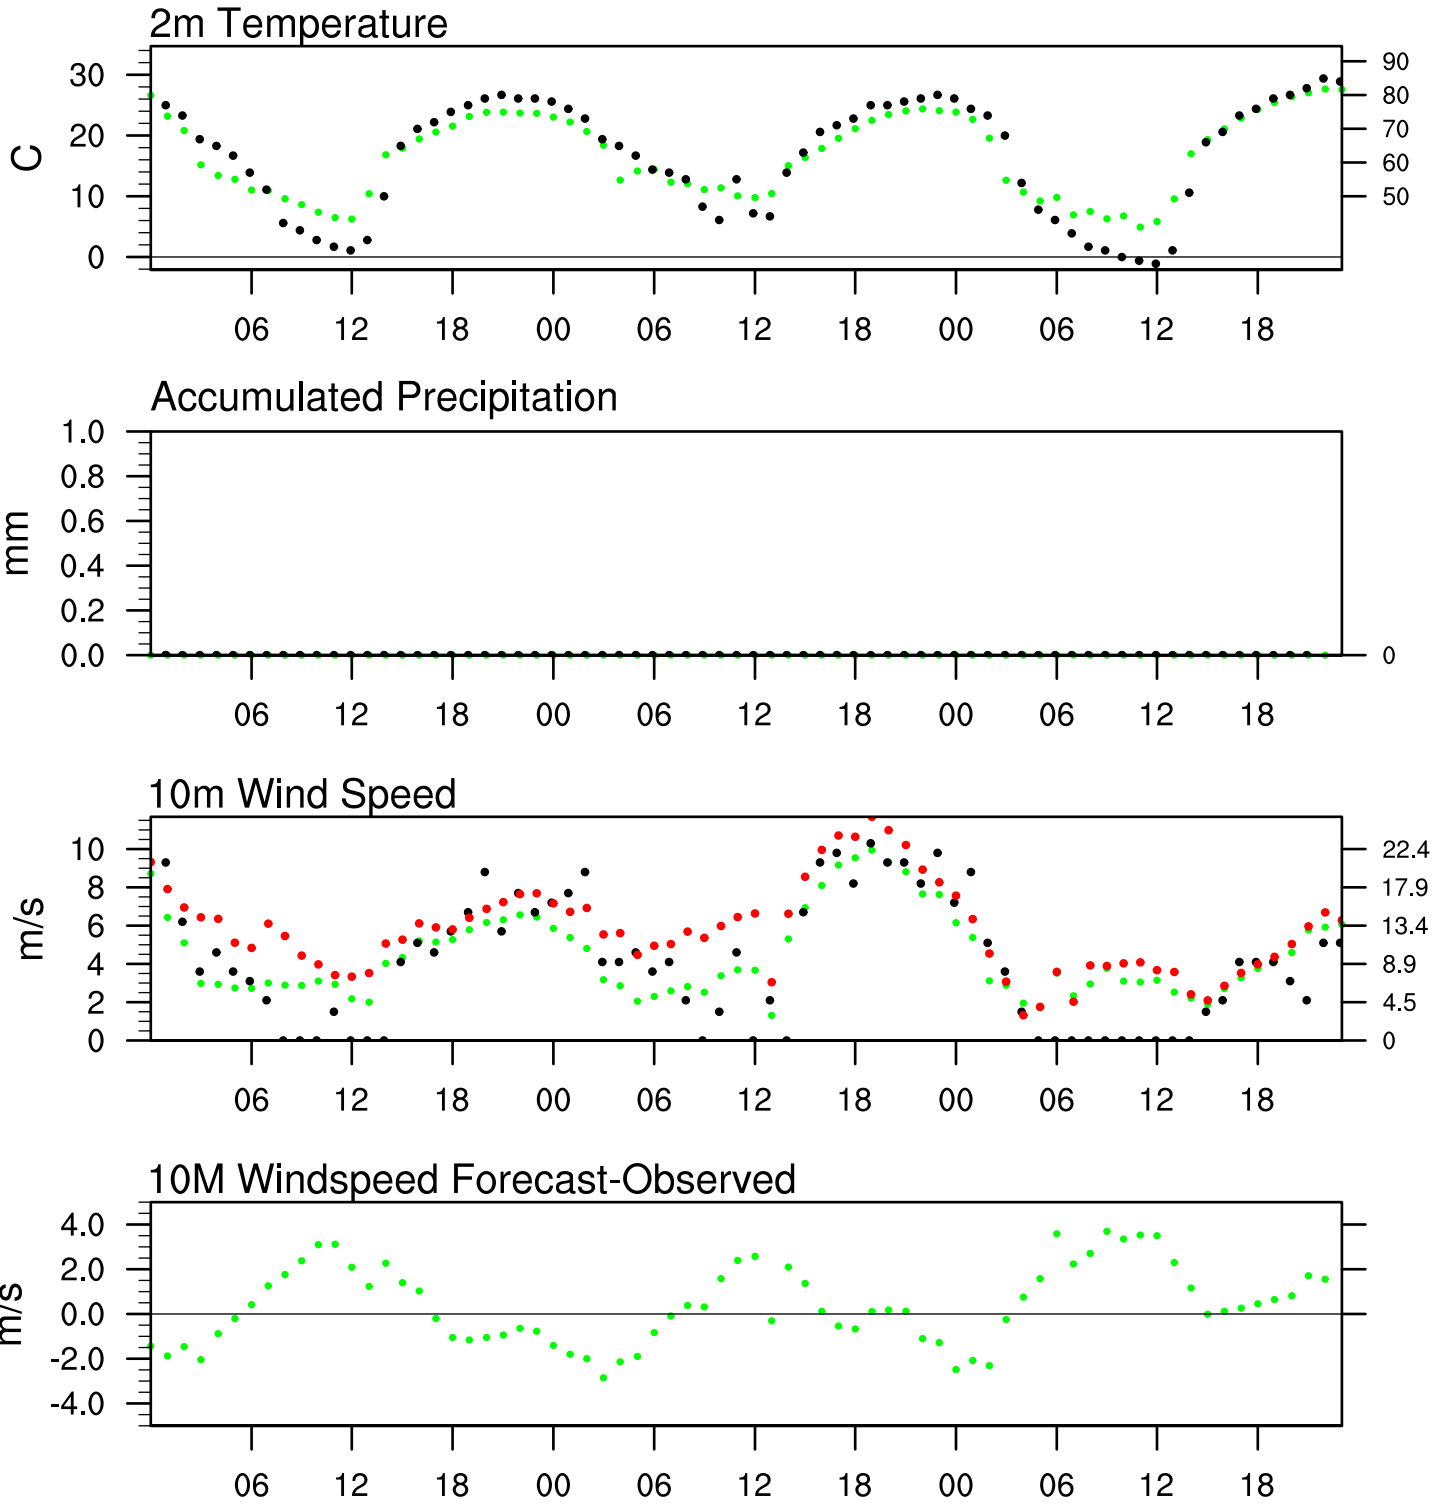 2m Temperature
30 90
80
20 70
C 60
10 50
0
06 12 18 00 06 12 18 00 06 12 18
Accumulated Precipitation
1.0
0.8
0.6
mm
0.4
0.2
0.0 0
06 12 18 00 06 12 18 00 06 12 18
10m Wind Speed
10 22.4
8 17.9
6 13.4
m/s
4 8.9
2 4.5
0 0
06 12 18 00 06 12 18 00 06 12 18
10M Windspeed Forecast-Observed
4.0
2.0
0.0
m/s
-2.0
-4.0
06 12 18 00 06 12 18 00 06 12 18